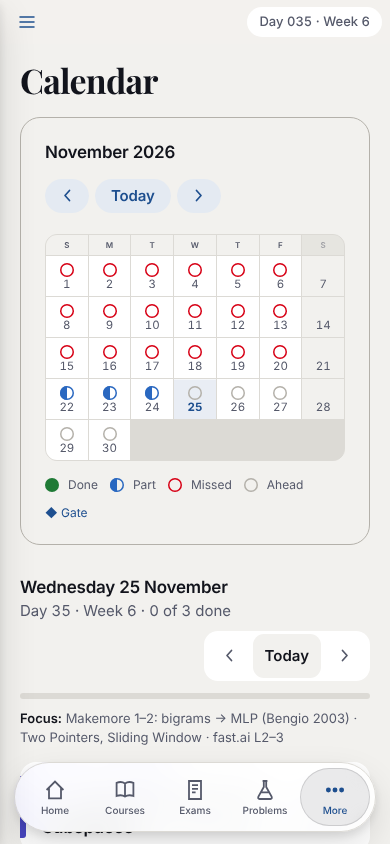 Day 035 · Week 6
Calendar
November 2026
Today
S M T W T F S
1 2 3 4 5 6 7
8 9 10 11 12 13 14
15 16 17 18 19 20 21
22 23 24 25 26 27 28
29 30
Done Part Missed Ahead
Gate
Wednesday 25 November
Day 35 · Week 6 · 0 of 3 done
Today
Focus: Makemore 1–2: bigrams → MLP (Bengio 2003) ·
Two Pointers, Sliding Window · fast.ai L2–3
Home Courses Exams Problems More